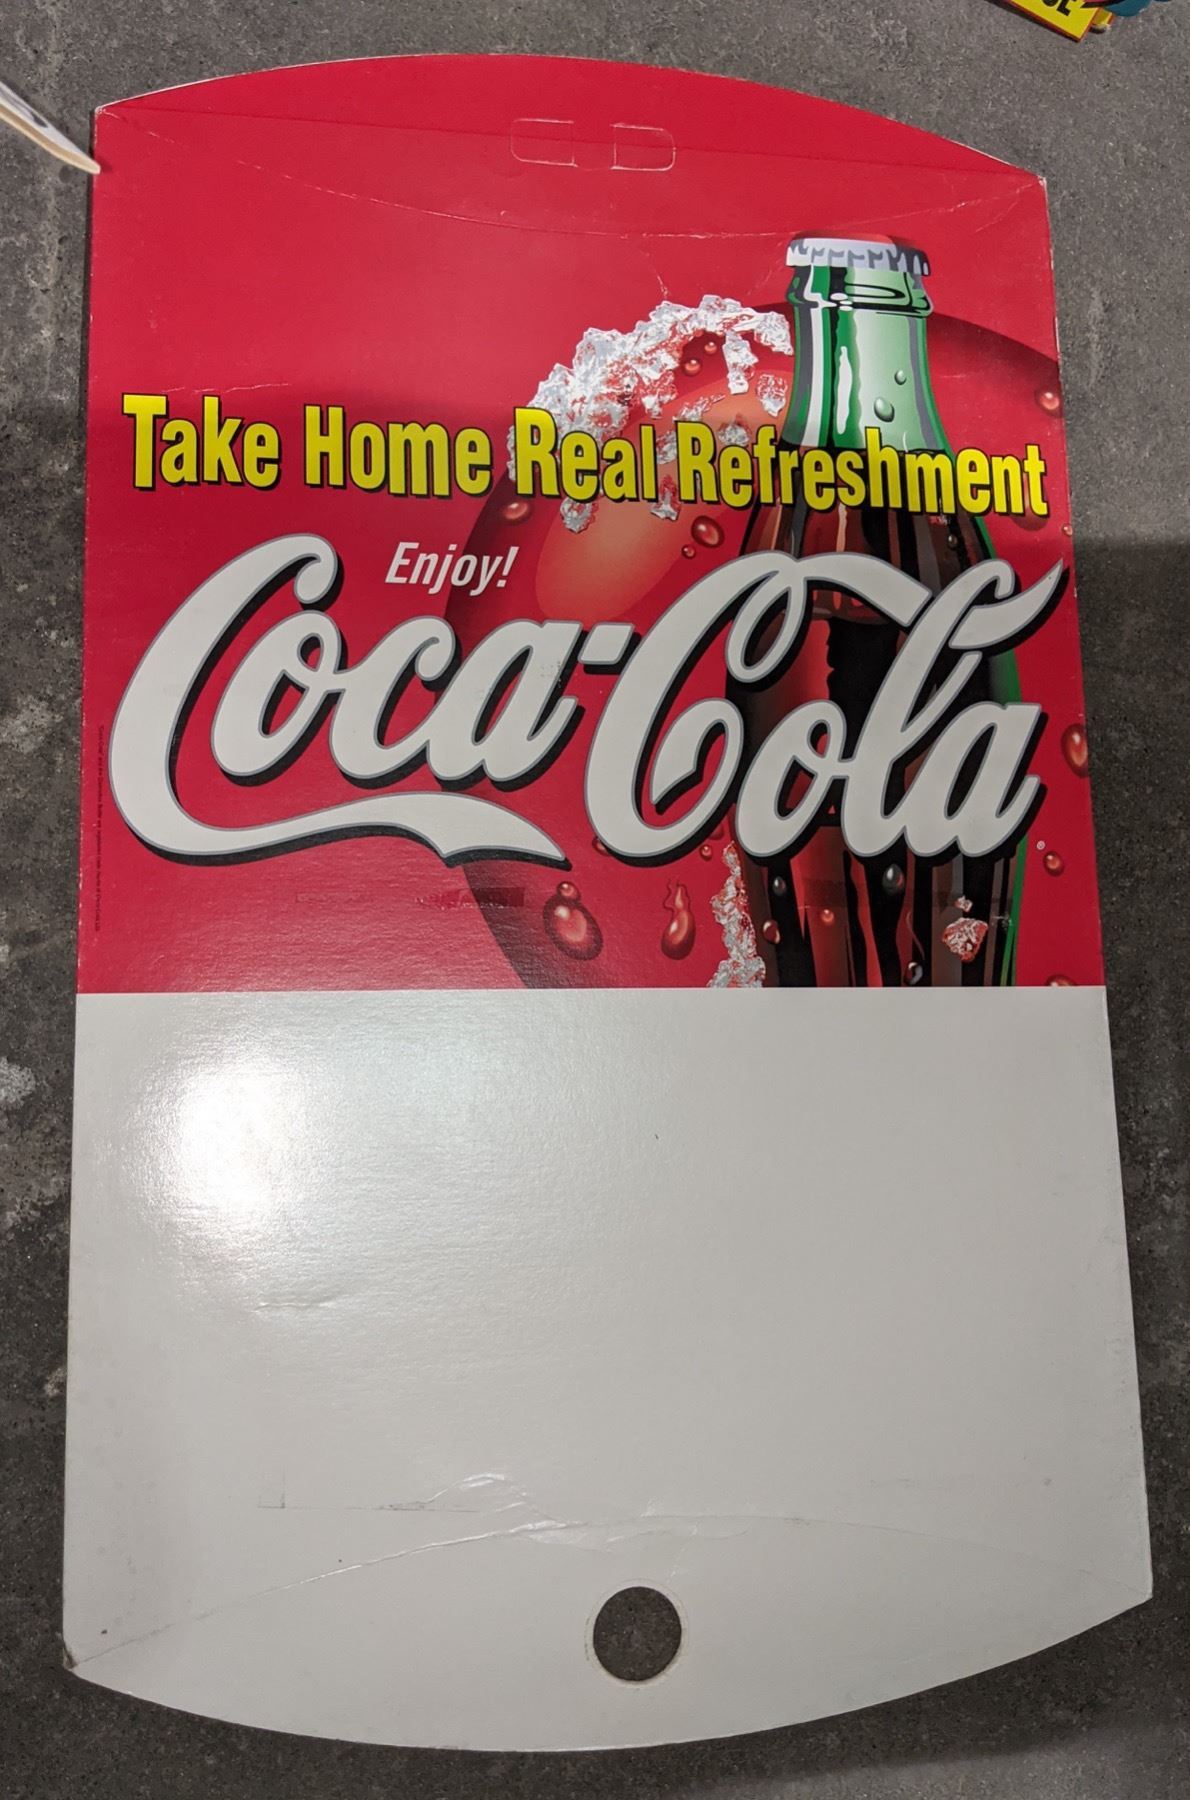 Take Home Real Refreshment
Enjoy!
Coca-Cola